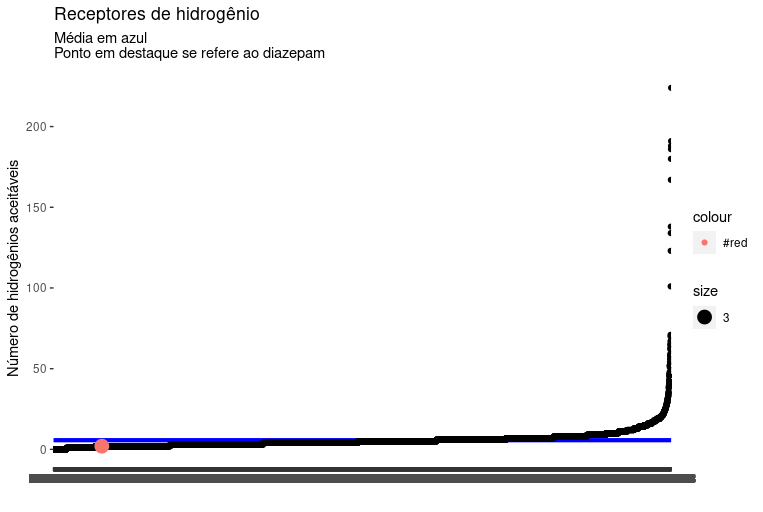 Receptores de hidrogênio
Média em azul
Ponto em destaque se refere ao diazepam
Número de hidrogênios aceitáveis
200
150
100
50
0
colour
#red
size
3